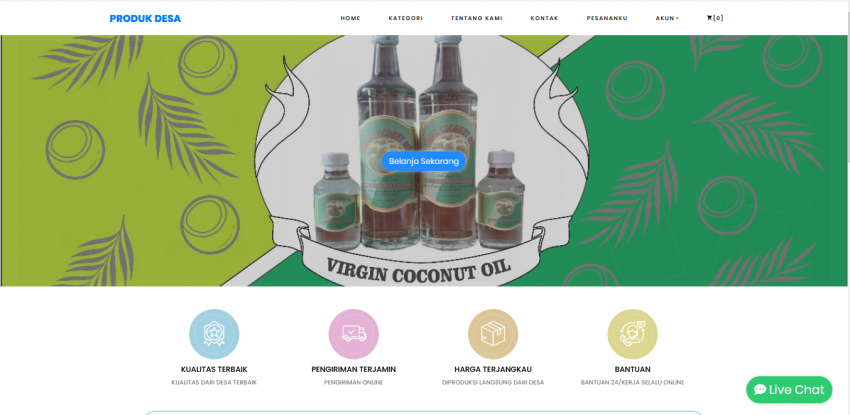 PRODUK DESA
HOME KATEGORI TENTANG KAMI KONTAK PESANANKU AKUN [0]
Belanja Sekarang
VIRGIN COCONUT OIL
KUALITAS TERBAIK PENGIRIMAN TERJAMIN HARGA TERJANGKAU BANTUAN
KUALITAS DARI DESA TERBAIK PENGIRIMAN ONLINE DIPRODUKSI LANGSUNG DARI DESA BANTUAN 24/KERJA SELALU ONLINE
Live Chat